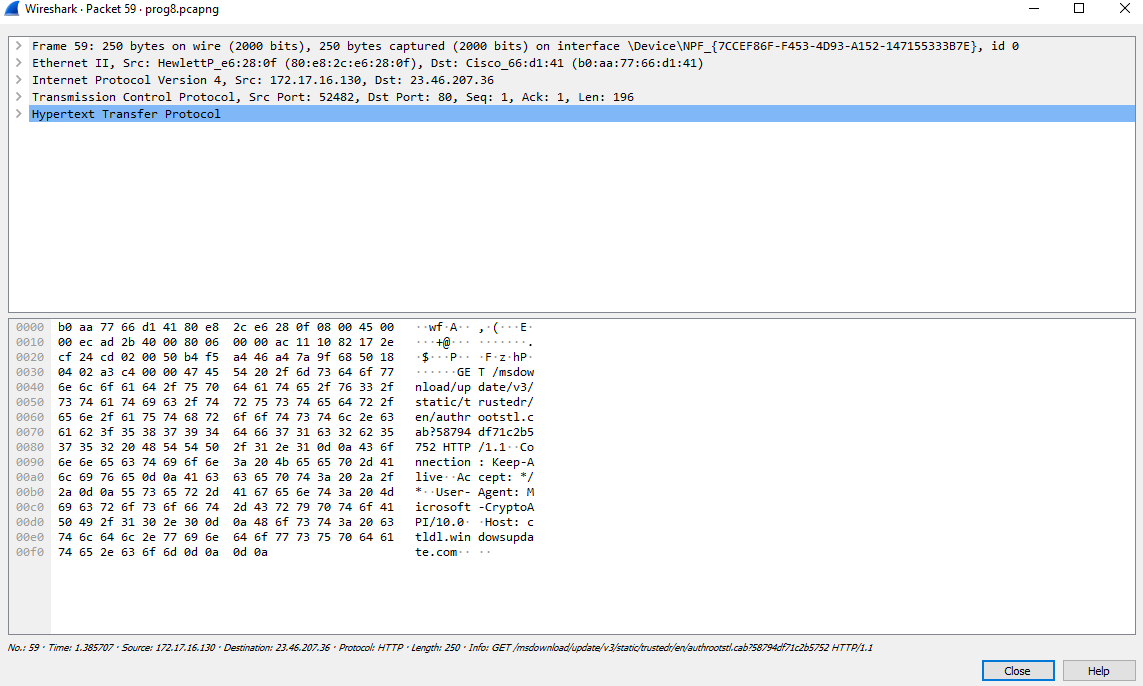 Wireshark · Packet 59 · prog8.pcapng
Frame 59: 250 bytes on wire (2000 bits), 250 bytes captured (2000 bits) on interface \Device\NPF_{7CCEF86F-F453-4D93-A152-147155333B7E}, id 0
Ethernet II, Src: HewlettP_e6:28:0f (80:e8:2c:e6:28:0f), Dst: Cisco_66:d1:41 (b0:aa:77:66:d1:41)
Internet Protocol Version 4, Src: 172.17.16.130, Dst: 23.46.207.36
Transmission Control Protocol, Src Port: 52482, Dst Port: 80, Seq: 1, Ack: 1, Len: 196
Hypertext Transfer Protocol
0000 b0 aa 77 66 d1 41 80 e8 2c e6 28 0f 08 00 45 00 ··wf·A·· ,·(···E·
0010 00 ec ad 2b 40 00 80 06 00 00 ac 11 10 82 17 2e ···+@··· ·······.
0020 cf 24 cd 02 00 50 b4 f5 a4 46 a4 7a 9f 68 50 18 ·$···P·· ·F·z·hP·
0030 04 02 a3 c4 00 00 47 45 54 20 2f 6d 73 64 6f 77 ······GE T /msdow
0040 6e 6c 6f 61 64 2f 75 70 64 61 74 65 2f 76 33 2f nload/up date/v3/
0050 73 74 61 74 69 63 2f 74 72 75 73 74 65 64 72 2f static/t rustedr/
0060 65 6e 2f 61 75 74 68 72 6f 6f 74 73 74 6c 2e 63 en/authr ootstl.c
0070 61 62 3f 35 38 37 39 34 64 66 37 31 63 32 62 35 ab?58794 df71c2b5
0080 37 35 32 20 48 54 54 50 2f 31 2e 31 0d 0a 43 6f 752 HTTP /1.1··Co
0090 6e 6e 65 63 74 69 6f 6e 3a 20 4b 65 65 70 2d 41 nnection : Keep-A
00a0 6c 69 76 65 0d 0a 41 63 63 65 70 74 3a 20 2a 2f live··Ac cept: */
00b0 2a 0d 0a 55 73 65 72 2d 41 67 65 6e 74 3a 20 4d *··User- Agent: M
00c0 69 63 72 6f 73 6f 66 74 2d 43 72 79 70 74 6f 41 icrosoft -CryptoA
00d0 50 49 2f 31 30 2e 30 0d 0a 48 6f 73 74 3a 20 63 PI/10.0· ·Host: c
00e0 74 6c 64 6c 2e 77 69 6e 64 6f 77 73 75 70 64 61 tldl.win dowsupda
00f0 74 65 2e 63 6f 6d 0d 0a 0d 0a te.com·· ··
No.: 59 · Time: 1.385707 · Source: 172.17.16.130 · Destination: 23.46.207.36 · Protocol: HTTP · Length: 250 · Info: GET /msdownload/update/v3/static/trustedr/en/authrootstl.cab?58794df71c2b5752 HTTP/1.1
Close Help